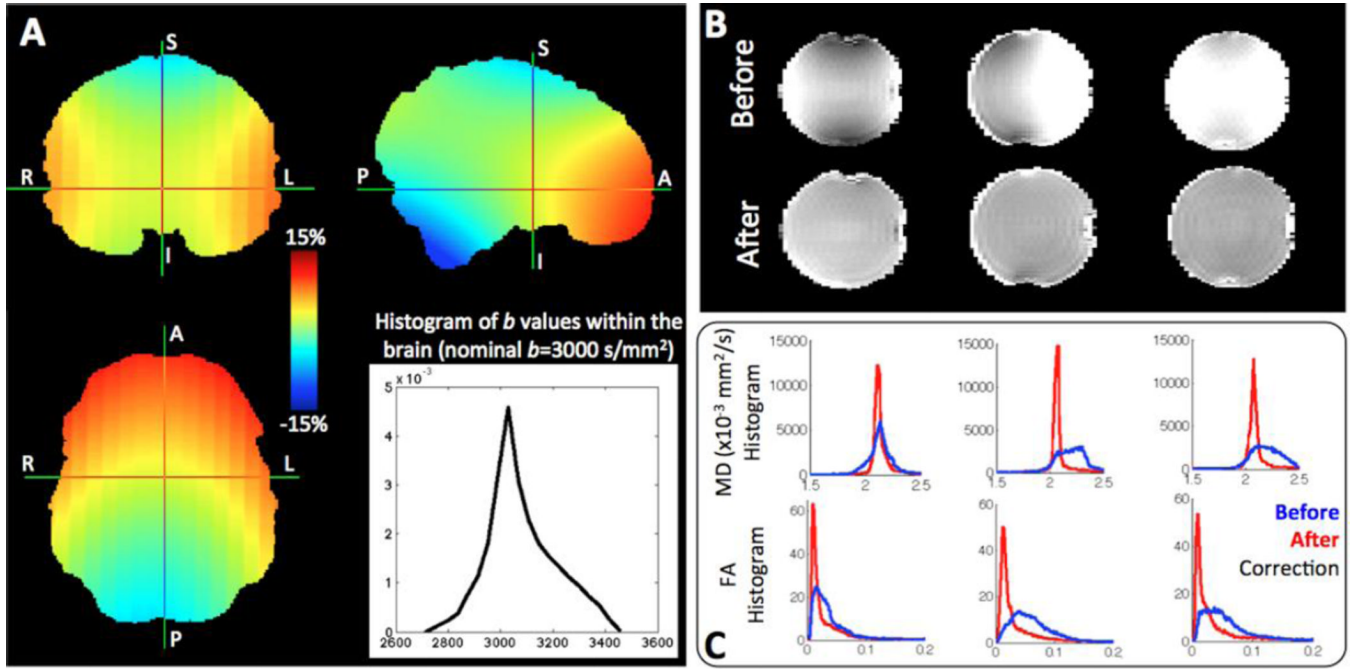 A
S
R
L
I
S
P
A
I
15%
-15%
A
R
L
P
Histogram of b values within the
brain (nominal b=3000 s/mm²)
x 10⁻³
5
4
3
2
1
0
2600 2800 3000 3200 3400 3600
B
Before
After
MD (x10⁻³ mm²/s)
Histogram
15000
10000
5000
0
1.5 2 2.5
15000
10000
5000
0
1.5 2 2.5
15000
10000
5000
0
1.5 2 2.5
FA
Histogram
60
40
20
0
0 0.1 0.2
60
40
20
0
0 0.1 0.2
60
40
20
0
0 0.1 0.2
Before
After
Correction
C